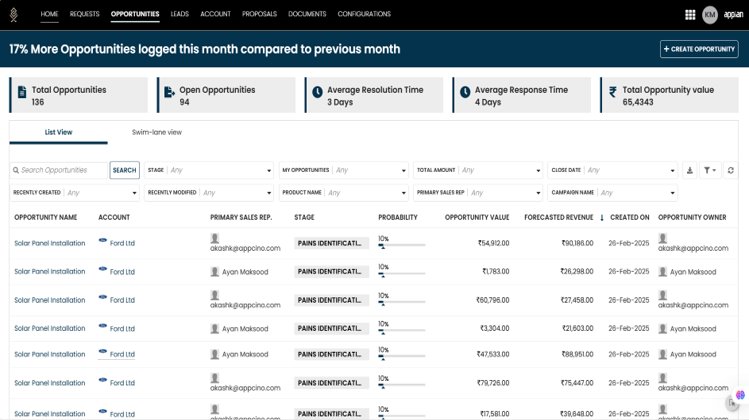 HOME REQUESTS OPPORTUNITIES LEADS ACCOUNT PROPOSALS DOCUMENTS CONFIGURATIONS KM appian
17% More Opportunities logged this month compared to previous month + CREATE OPPORTUNITY
Total Opportunities
136
Open Opportunities
94
Average Resolution Time
3 Days
Average Response Time
4 Days
Total Opportunity value
65,4343
List View Swim-lane view
Search Opportunities SEARCH STAGE Any MY OPPORTUNITIES Any TOTAL AMOUNT Any CLOSE DATE Any
RECENTLY CREATED Any RECENTLY MODIFIED Any PRODUCT NAME Any PRIMARY SALES REP Any CAMPAIGN NAME Any
OPPORTUNITY NAME ACCOUNT PRIMARY SALES REP. STAGE PROBABILITY OPPORTUNITY VALUE FORECASTED REVENUE ↓ CREATED ON OPPORTUNITY OWNER
Solar Panel Installation Ford Ltd akashk@appcino.com PAINS IDENTIFICATI... 10% ₹54,912.00 ₹90,186.00 26-Feb-2025 akashk@appcino.com
Solar Panel Installation Ford Ltd Ayan Maksood PAINS IDENTIFICATI... 10% ₹1,783.00 ₹26,298.00 26-Feb-2025 Ayan Maksood
Solar Panel Installation Ford Ltd akashk@appcino.com PAINS IDENTIFICATI... 10% ₹60,796.00 ₹27,458.00 26-Feb-2025 akashk@appcino.com
Solar Panel Installation Ford Ltd Ayan Maksood PAINS IDENTIFICATI... 10% ₹3,304.00 ₹21,603.00 26-Feb-2025 Ayan Maksood
Solar Panel Installation Ford Ltd Ayan Maksood PAINS IDENTIFICATI... 10% ₹47,533.00 ₹88,951.00 26-Feb-2025 Ayan Maksood
Solar Panel Installation Ford Ltd akashk@appcino.com PAINS IDENTIFICATI... 10% ₹79,726.00 ₹75,447.00 26-Feb-2025 akashk@appcino.com
Solar Panel Installation Ford Ltd PAINS IDENTIFICATI... 10% ₹17,581.00 ₹39,648.00 26-Feb-2025